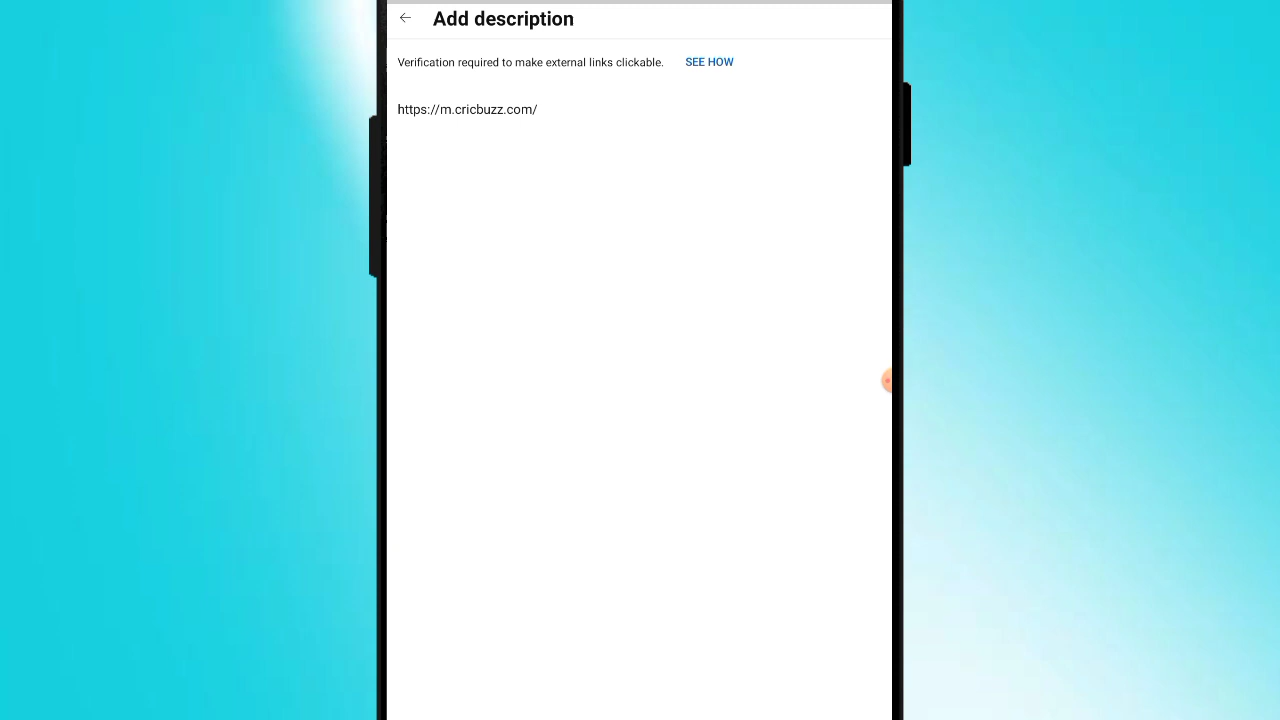 Add description
Verification required to make external links clickable. SEE HOW
https://m.cricbuzz.com/